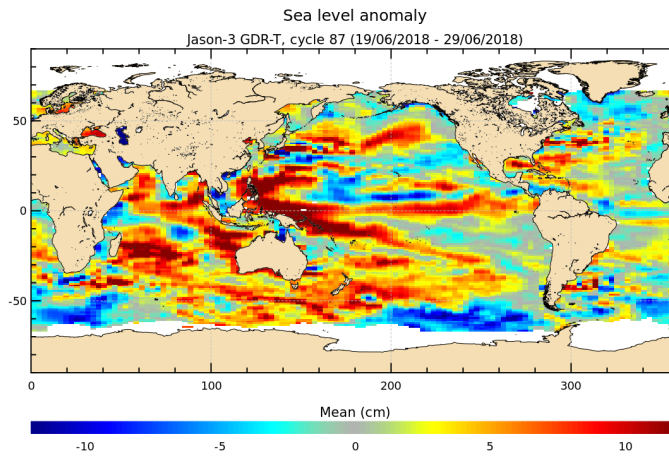 Sea level anomaly
Jason-3 GDR-T, cycle 87 (19/06/2018 - 29/06/2018)
50
0
-50
0 100 200 300
Mean (cm)
-10 -5 0 5 10